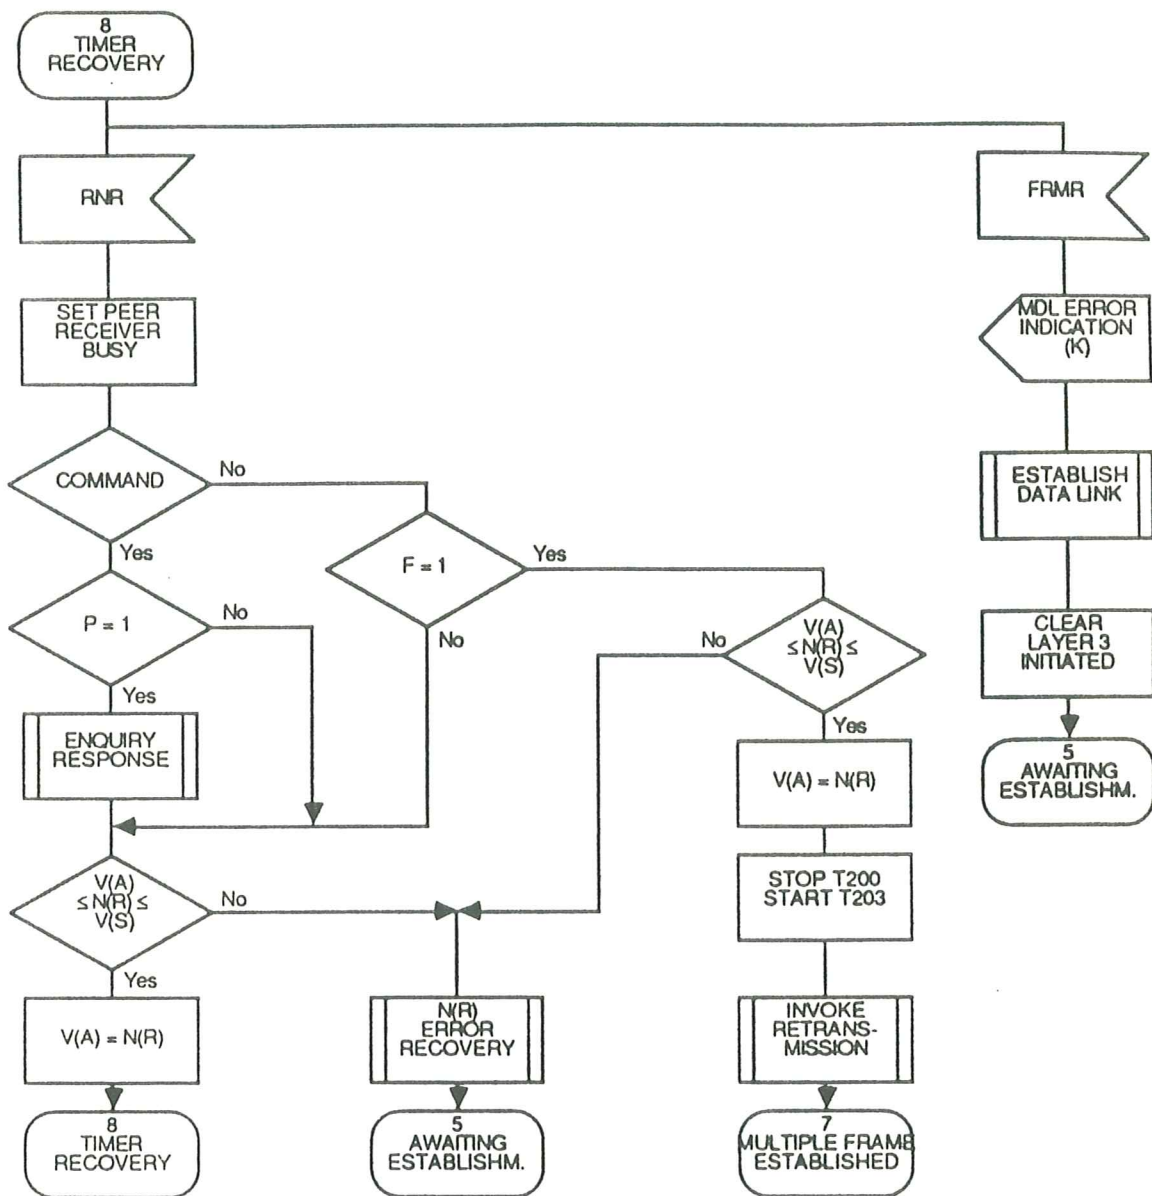 8
TIMER
RECOVERY
RNR
FRMR
SET PEER
RECEIVER
BUSY
MDL ERROR
INDICATION
(K)
COMMAND
No
Yes
F = 1
Yes
No
ESTABLISH
DATA LINK
P = 1
No
Yes
V(A)
≤ N(R) ≤
V(S)
No
Yes
CLEAR
LAYER 3
INITIATED
ENQUIRY
RESPONSE
V(A) = N(R)
5
AWAITING
ESTABLISHM.
V(A)
≤ N(R) ≤
V(S)
No
Yes
STOP T200
START T203
V(A) = N(R)
N(R)
ERROR
RECOVERY
INVOKE
RETRANS-
MISSION
8
TIMER
RECOVERY
5
AWAITING
ESTABLISHM.
7
MULTIPLE FRAME
ESTABLISHED